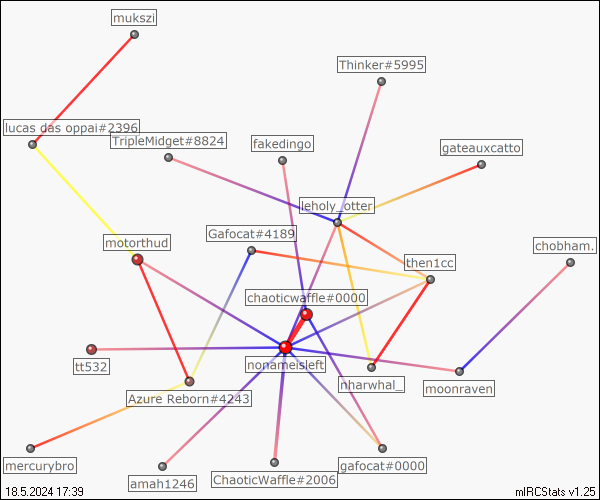 mukszi
Thinker#5995
lucas das oppai#2396
TripleMidget#8824
fakedingo
gateauxcatto
leholy_otter
Gafocat#4189
motorthud
chobham.
then1cc
chaoticwaffle#0000
tt532
nonameisleft
nharwhal_
moonraven
Azure Reborn#4243
mercurybro
amah1246
ChaoticWaffle#2006
gafocat#0000
18.5.2024 17:39
mIRCStats v1.25